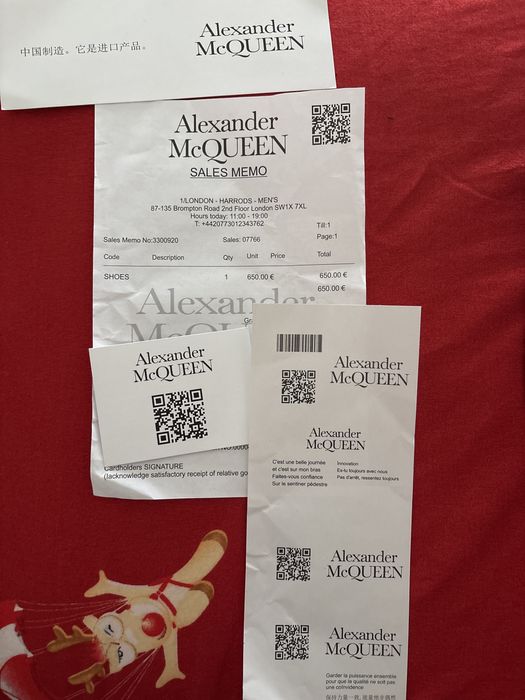 中国制造。它是进口产品。
Alexander
McQUEEN
Alexander
McQUEEN
SALES MEMO
1/LONDON - HARRODS - MEN'S
87-135 Brompton Road 2nd Floor London SW1X 7XL
Hours today: 11:00 - 19:00
T: +4420773012343762
Till:1
Sales Memo No:3300920 Sales: 07766 Page:1
Code Description Qty Unit Price Total
SHOES 1 650.00 € 650.00 €
650.00 €
Alexander
McQU
Gr
Alexander
McQUEEN
Cardholders SIGNATURE
(Iacknowledge satisfactory receipt of relative go
Alexander
McQUEEN
Alexander
McQUEEN
C'est une belle journée
et c'est sur mon bras
Faites-vous confiance
Sur le sentiner pédestre
Innovation
Es-tu toujours avec nous
Pas d'arrêt, ressentez toujours
Alexander
McQUEEN
Alexander
McQUEEN
Garder la puissance ensemble
pour que la qualité ne soit pas
une coïnvidence